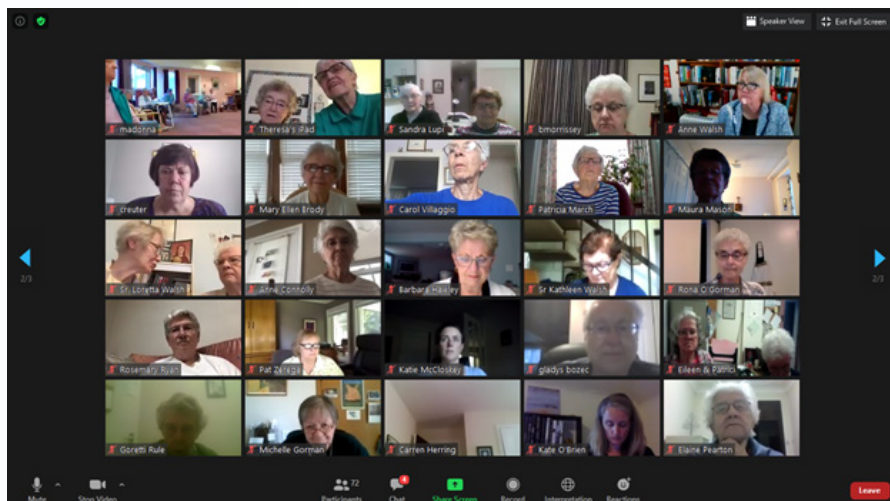 Speaker View
Exit Full Screen
madonna
Theresa's iPad
Sandra Lupi
bmorrissey
Anne Walsh
creuter
Mary Ellen Brody
Carol Villaggio
Patricia March
Maura Mason
Sr. Loretta Walsh
Anne Connolly
Barbara Hawley
Sr Kathleen Walsh
Rona O'Gorman
2/3
2/3
Rosemary Ryan
Pat Zerega
Katie McCloskey
gladys bozec
Eileen & Patrici
Goretti Rule
Michelle Gorman
Carren Herring
Kate O'Brien
Elaine Pearton
Mute
Stop Video
Participants
72
Chat
4
Share Screen
Record
Interpretation
Reactions
Leave